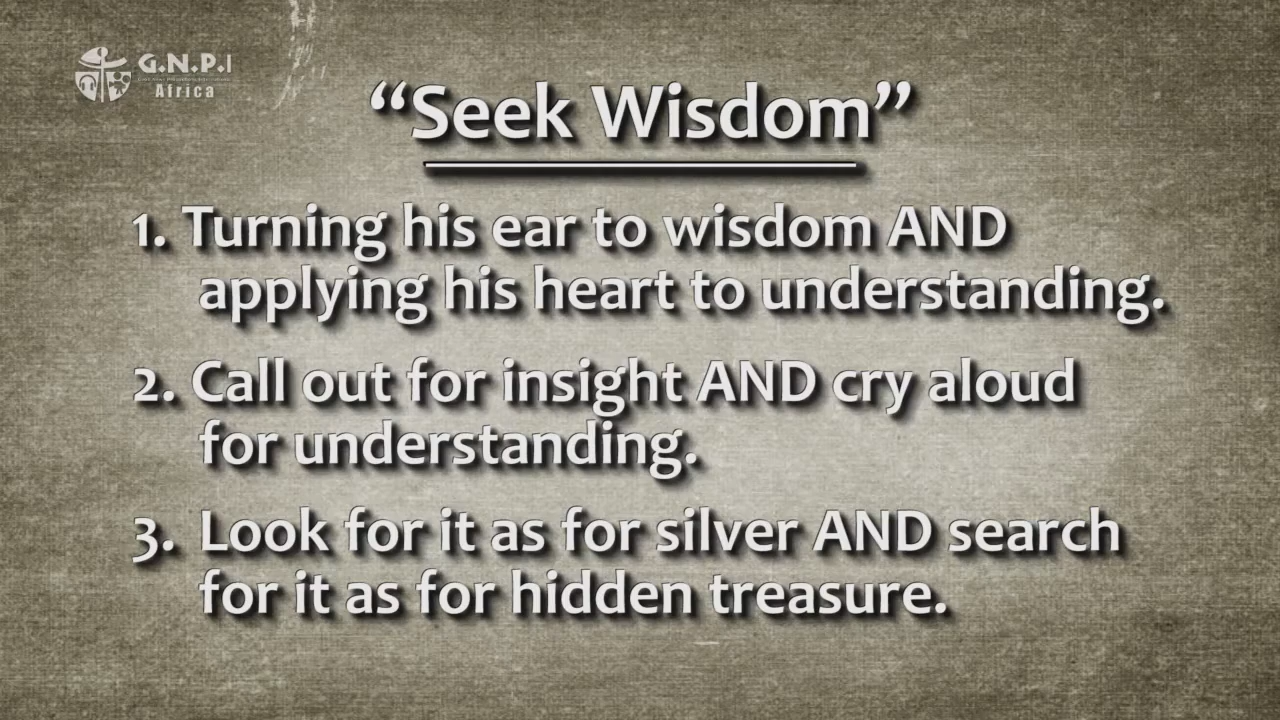 G.N.P.I
Africa
“Seek Wisdom”
1. Turning his ear to wisdom AND
applying his heart to understanding.
2. Call out for insight AND cry aloud
for understanding.
3. Look for it as for silver AND search
for it as for hidden treasure.